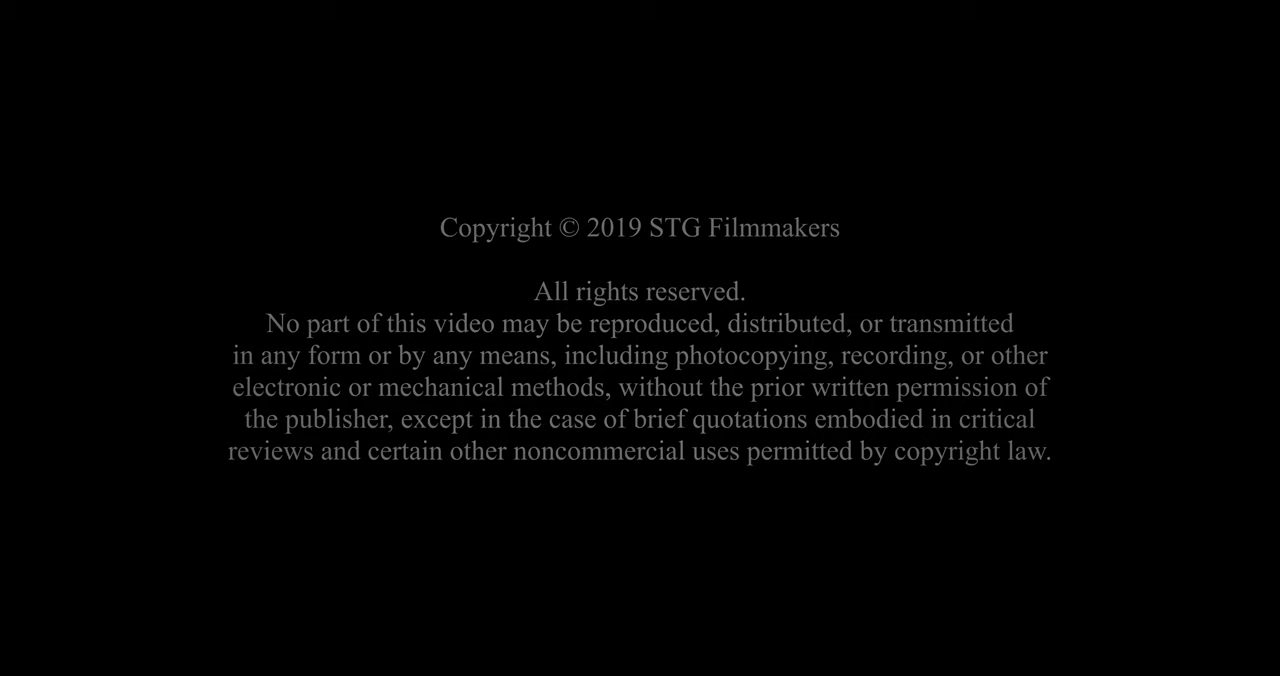 Copyright © 2019 STG Filmmakers
All rights reserved.
No part of this video may be reproduced, distributed, or transmitted
in any form or by any means, including photocopying, recording, or other
electronic or mechanical methods, without the prior written permission of
the publisher, except in the case of brief quotations embodied in critical
reviews and certain other noncommercial uses permitted by copyright law.